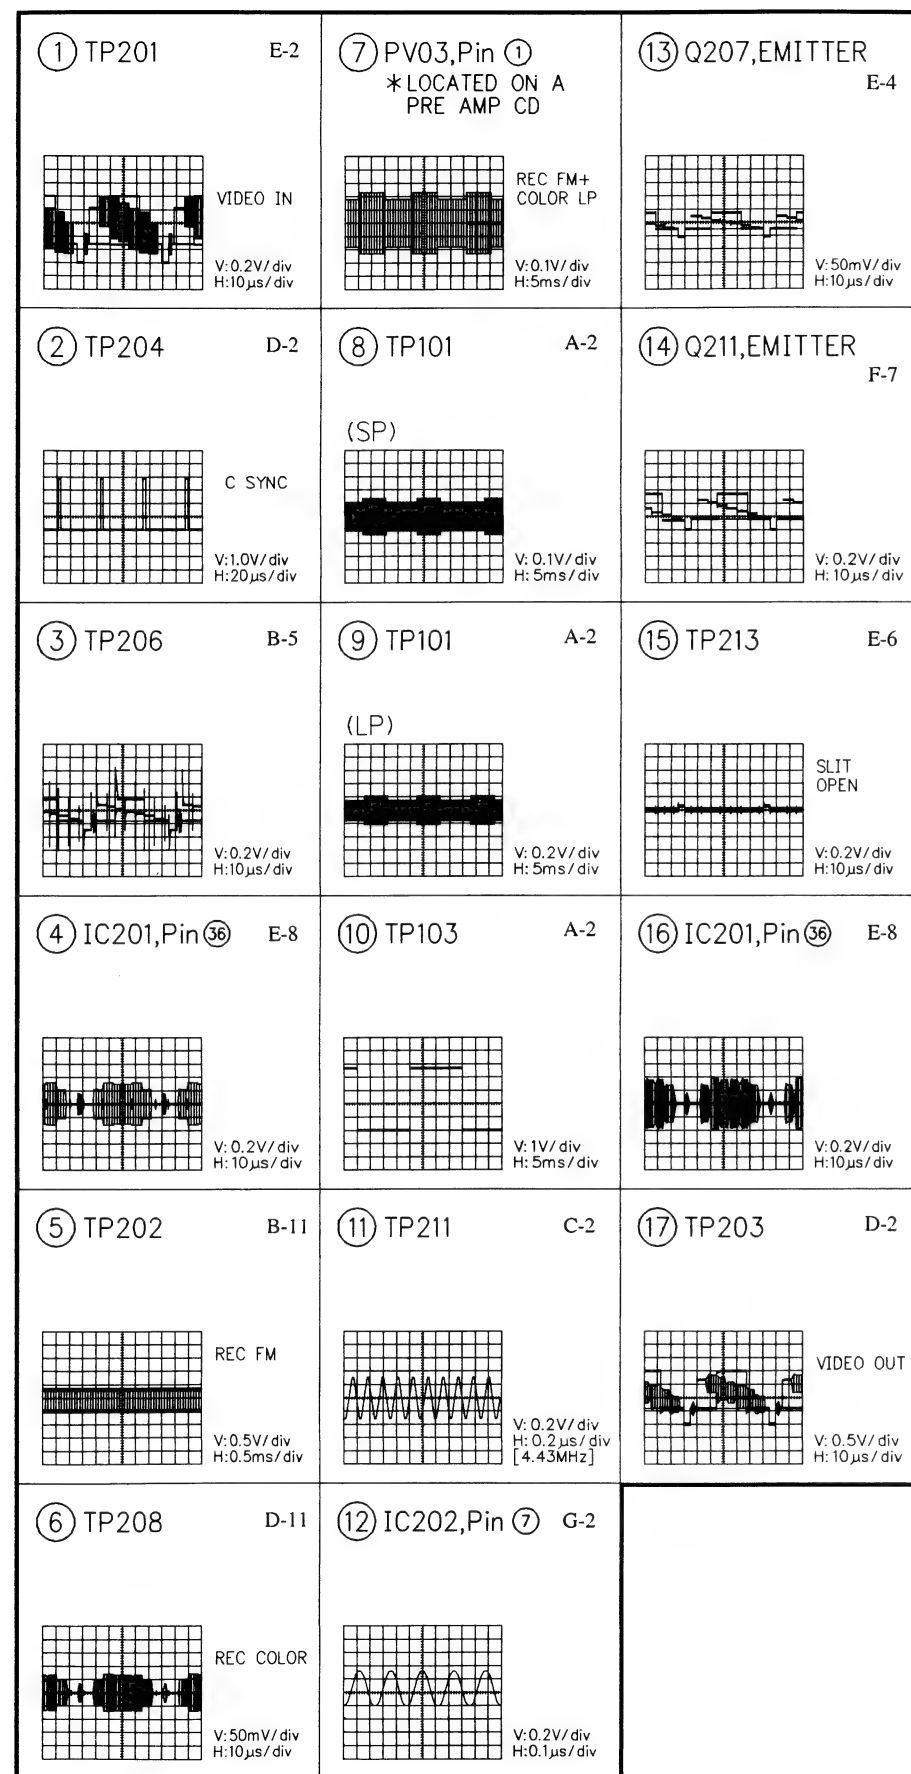 ① TP201 E-2
VIDEO IN
V:0.2V/div
H:10µs/div
② TP204 D-2
C SYNC
V:1.0V/div
H:20µs/div
③ TP206 B-5
V:0.2V/div
H:10µs/div
④ IC201,Pin ㊱ E-8
V:0.2V/div
H:10µs/div
⑤ TP202 B-11
REC FM
V:0.5V/div
H:0.5ms/div
⑥ TP208 D-11
REC COLOR
V:50mV/div
H:10µs/div
⑦ PV03,Pin ①
*LOCATED ON A
PRE AMP CD
REC FM+
COLOR LP
V:0.1V/div
H:5ms/div
⑧ TP101 A-2
(SP)
V:0.1V/div
H:5ms/div
⑨ TP101 A-2
(LP)
V:0.2V/div
H:5ms/div
⑩ TP103 A-2
V:1V/div
H:5ms/div
⑪ TP211 C-2
V:0.2V/div
H:0.2µs/div
[4.43MHz]
⑫ IC202,Pin ⑦ G-2
V:0.2V/div
H:0.1µs/div
⑬ Q207,EMITTER
E-4
V:50mV/div
H:10µs/div
⑭ Q211,EMITTER
F-7
V:0.2V/div
H:10µs/div
⑮ TP213 E-6
SLIT
OPEN
V:0.2V/div
H:10µs/div
⑯ IC201,Pin ㊱ E-8
V:0.2V/div
H:10µs/div
⑰ TP203 D-2
VIDEO OUT
V:0.5V/div
H:10µs/div